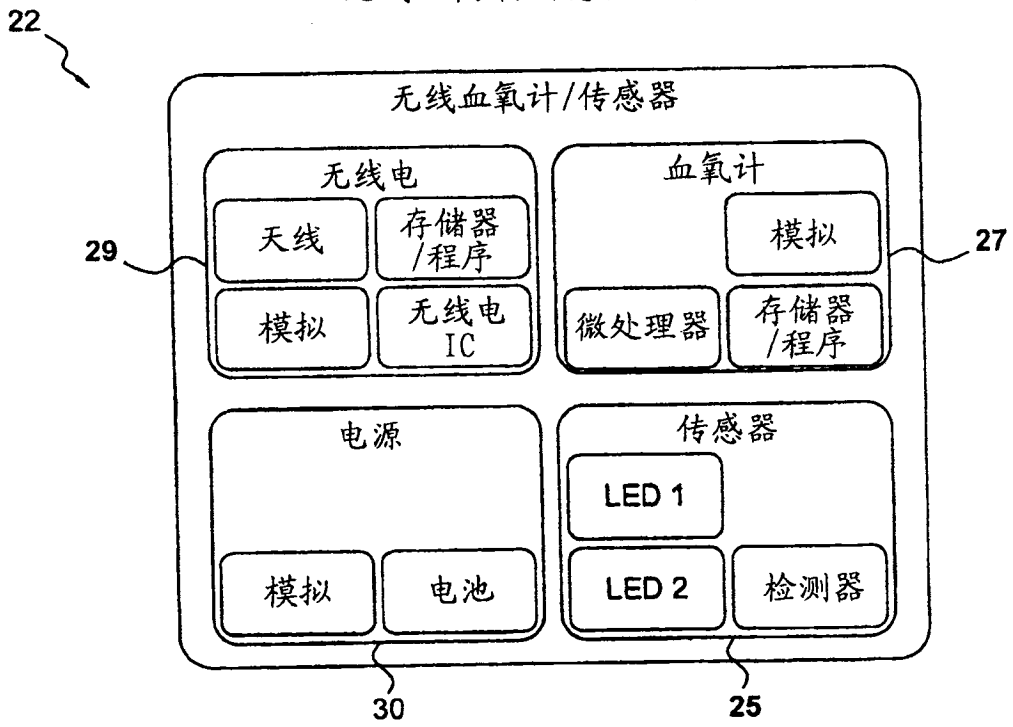 22
无线血氧计/传感器
无线电
天线
存储器
/程序
模拟
无线电
IC
29
血氧计
模拟
微处理器
存储器
/程序
27
电源
模拟
电池
30
传感器
LED 1
LED 2
检测器
25